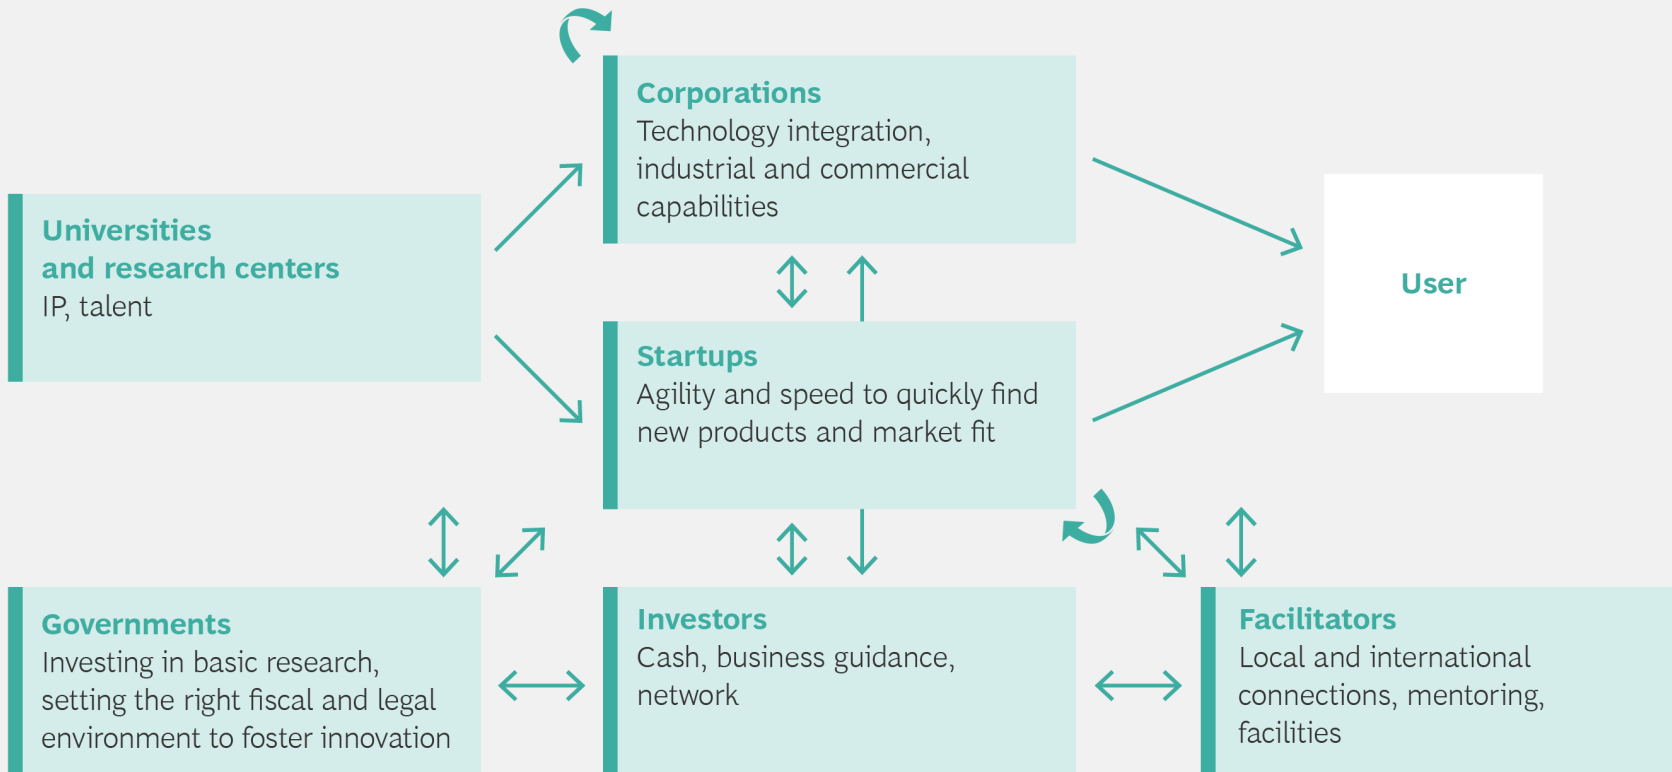 Corporations
Technology integration,
industrial and commercial
capabilities
Universities
and research centers
IP, talent
User
Startups
Agility and speed to quickly find
new products and market fit
Governments
Investing in basic research,
setting the right fiscal and legal
environment to foster innovation
Investors
Cash, business guidance,
network
Facilitators
Local and international
connections, mentoring,
facilities